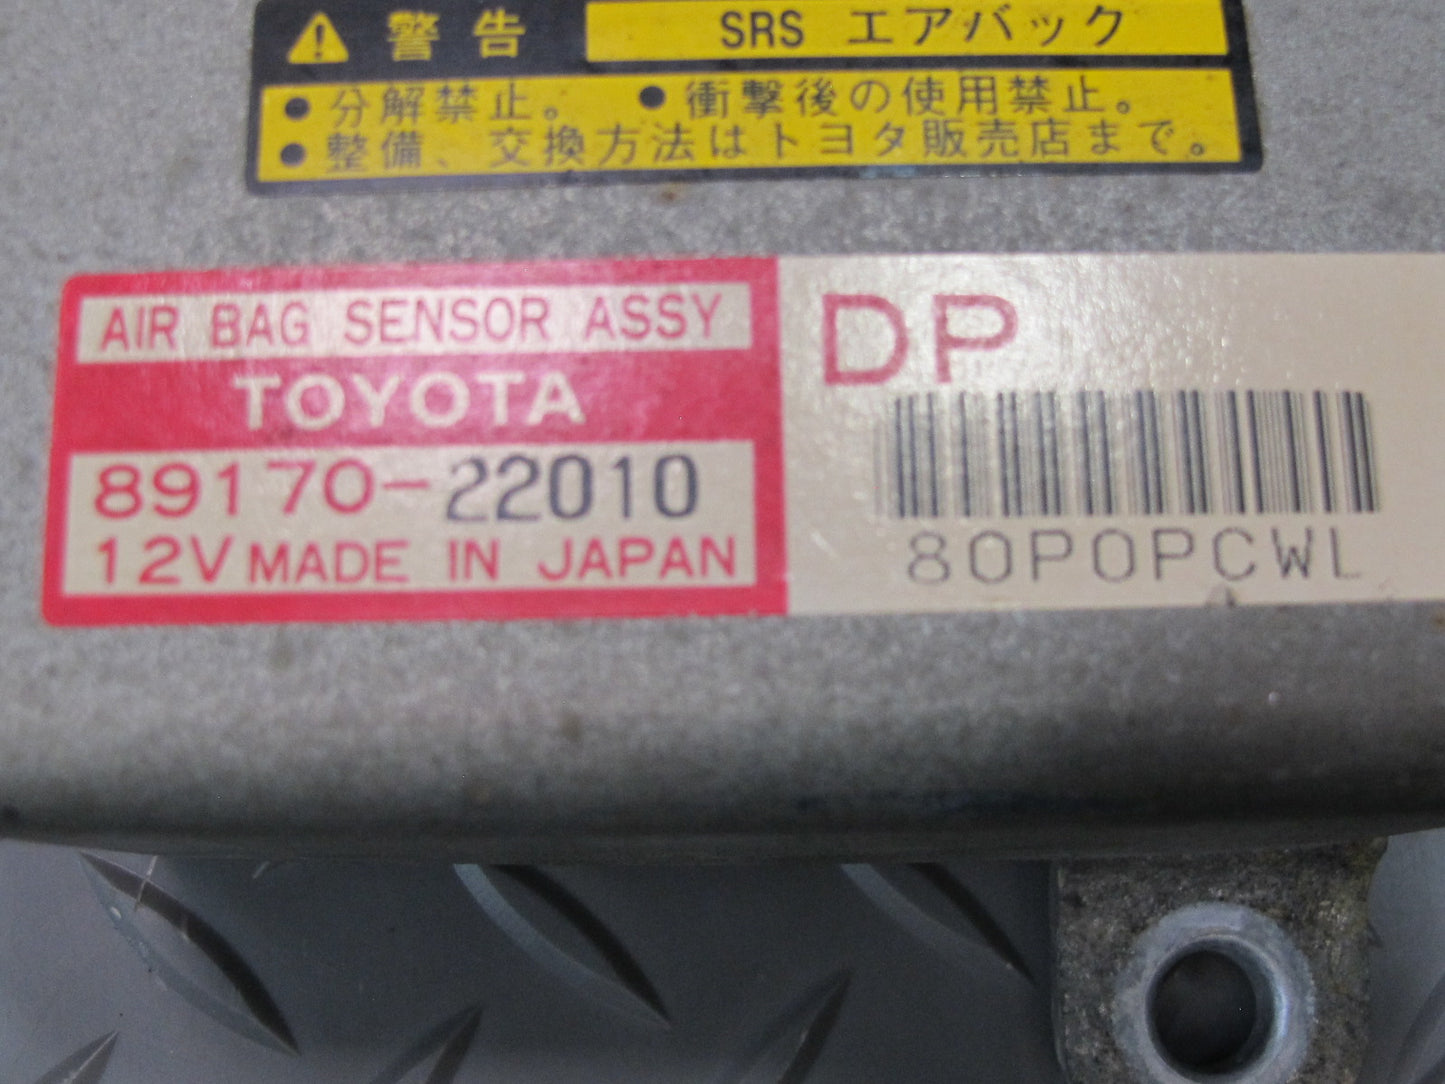 警告 SRS エアバック
●分解禁止。 ●衝撃後の使用禁止。
●整備、交換方法はトヨタ販売店まで。
AIR BAG SENSOR ASSY
TOYOTA
89170-22010
12V MADE IN JAPAN
DP
80P0PCWL